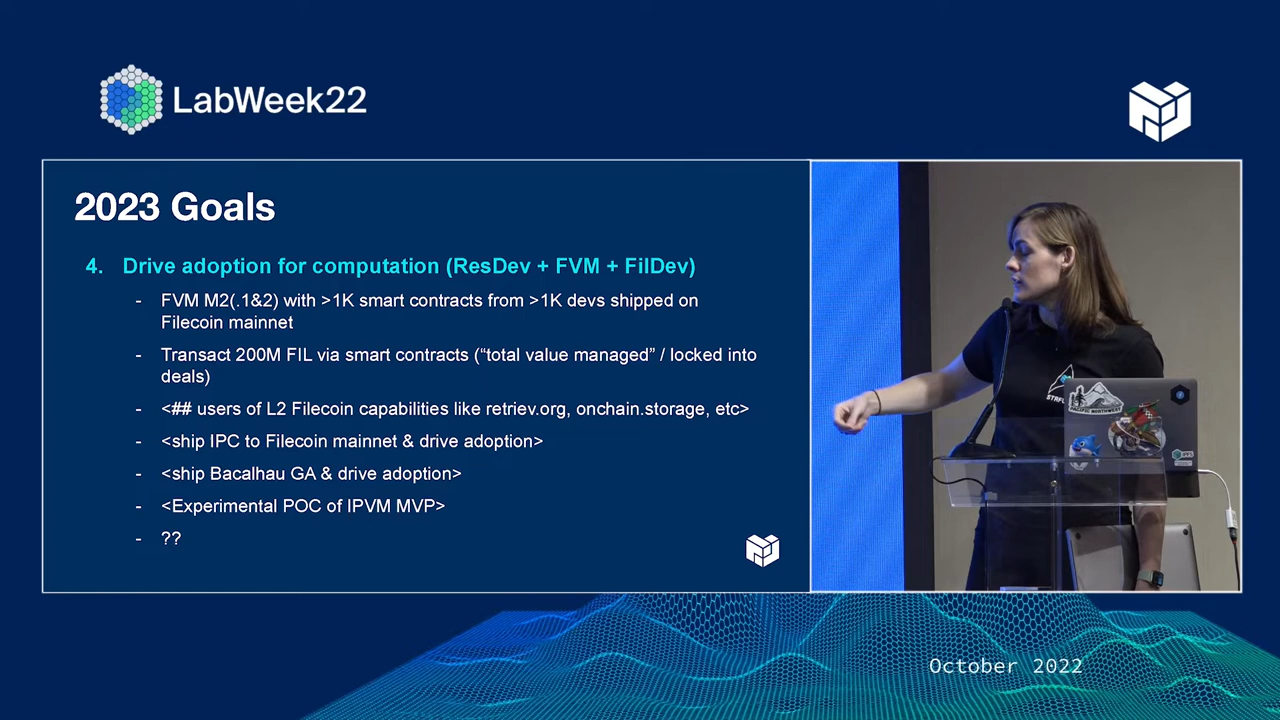 LabWeek22
2023 Goals
4. Drive adoption for computation (ResDev + FVM + FilDev)
- FVM M2(.1&2) with >1K smart contracts from >1K devs shipped on
Filecoin mainnet
- Transact 200M FIL via smart contracts (“total value managed” / locked into
deals)
- <## users of L2 Filecoin capabilities like retriev.org, onchain.storage, etc>
- <ship IPC to Filecoin mainnet & drive adoption>
- <ship Bacalhau GA & drive adoption>
- <Experimental POC of IPVM MVP>
- ??
PACIFIC NORTHWEST
October 2022